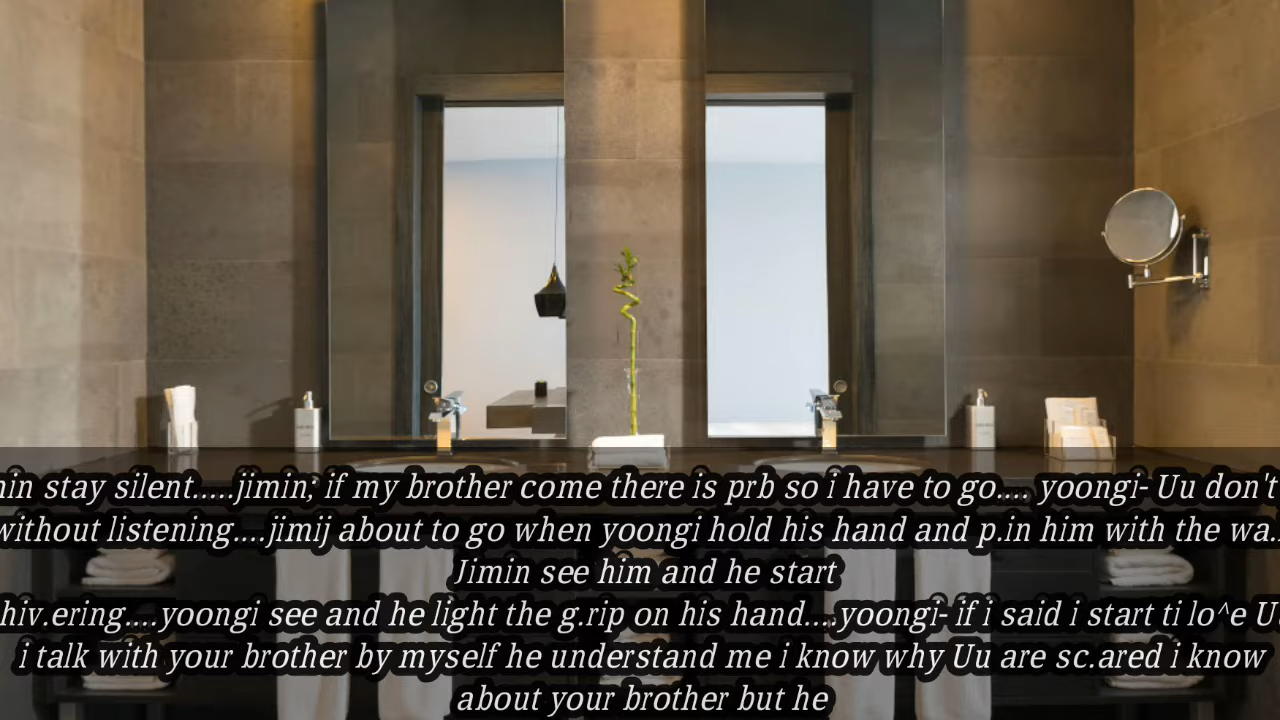 stay silent.....jimin; if my brother come there is prb so i have to go.... yoongi- Uu don't
without listening....jimij about to go when yoongi hold his hand and p.in him with the
Jimin see him and he start
hiv.ering....yoongi see and he light the g.rip on his hand....yoongi- if i said i start ti lo^e
i talk with your brother by myself he understand me i know why Uu are sc.ared i know
about your brother but he